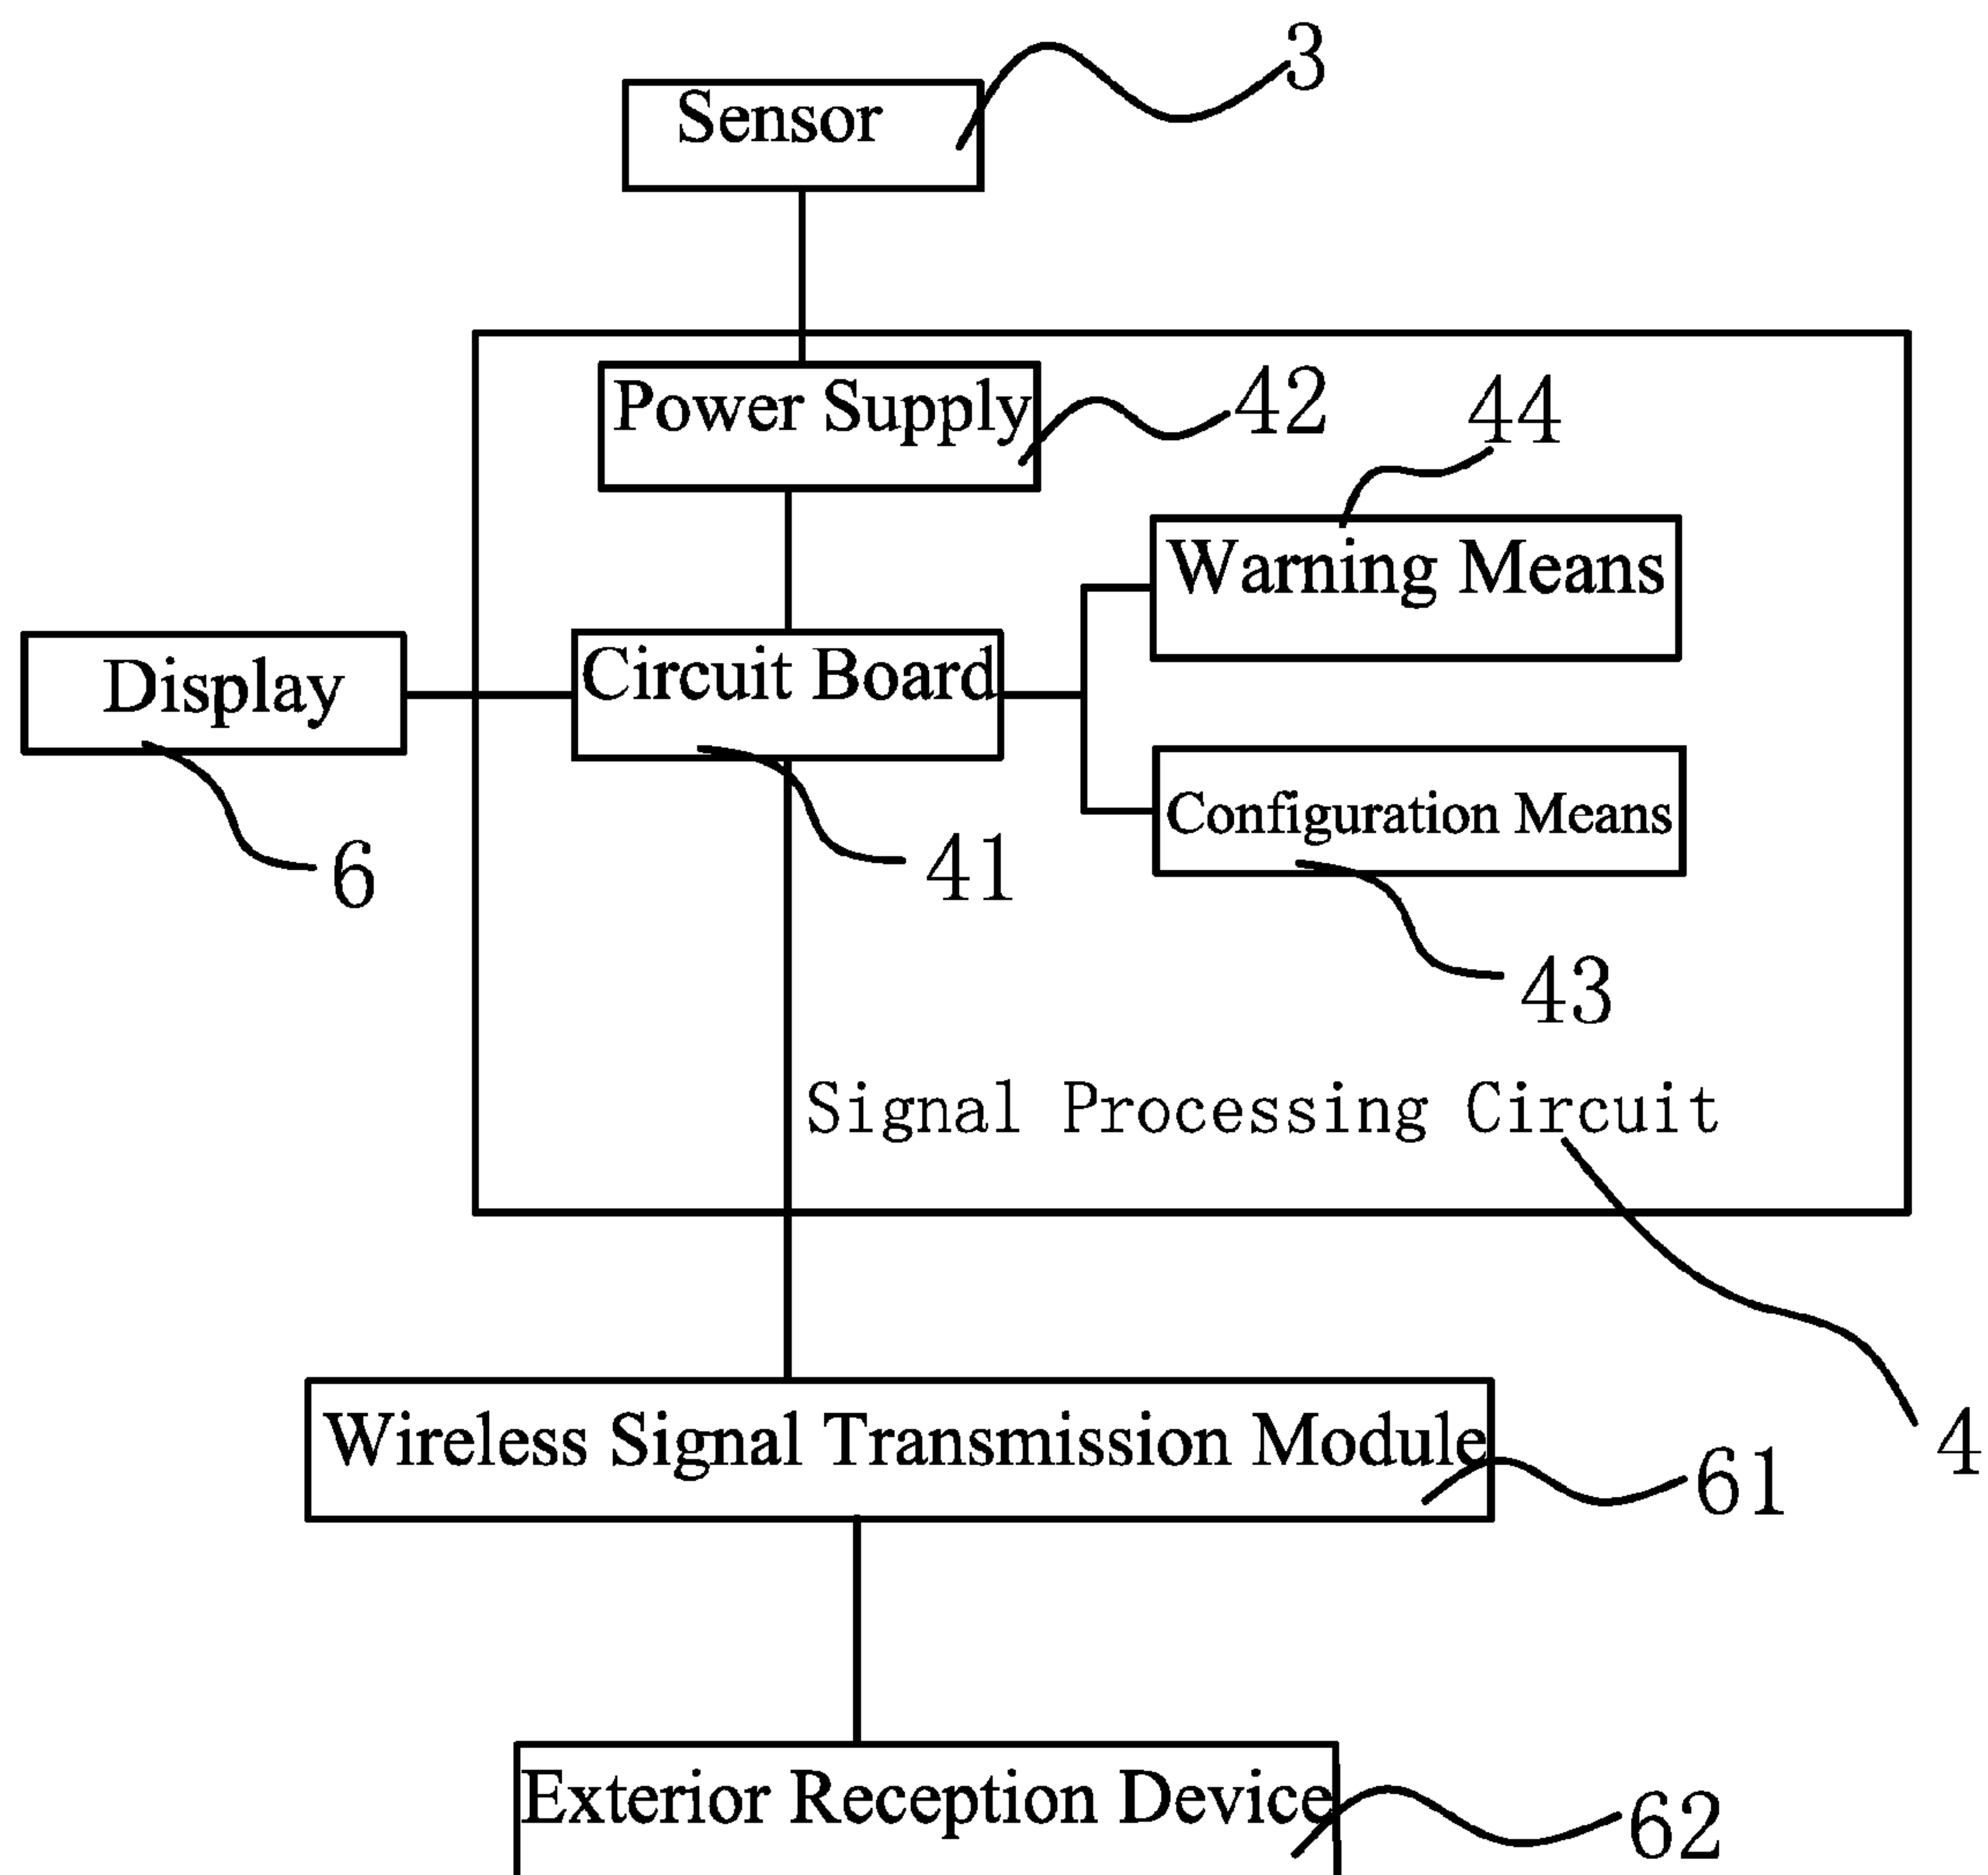 3
Sensor
Power Supply
42
44
Warning Means
Display
Circuit Board
Configuration Means
6
41
43
Signal Processing Circuit
4
Wireless Signal Transmission Module
61
Exterior Reception Device
62